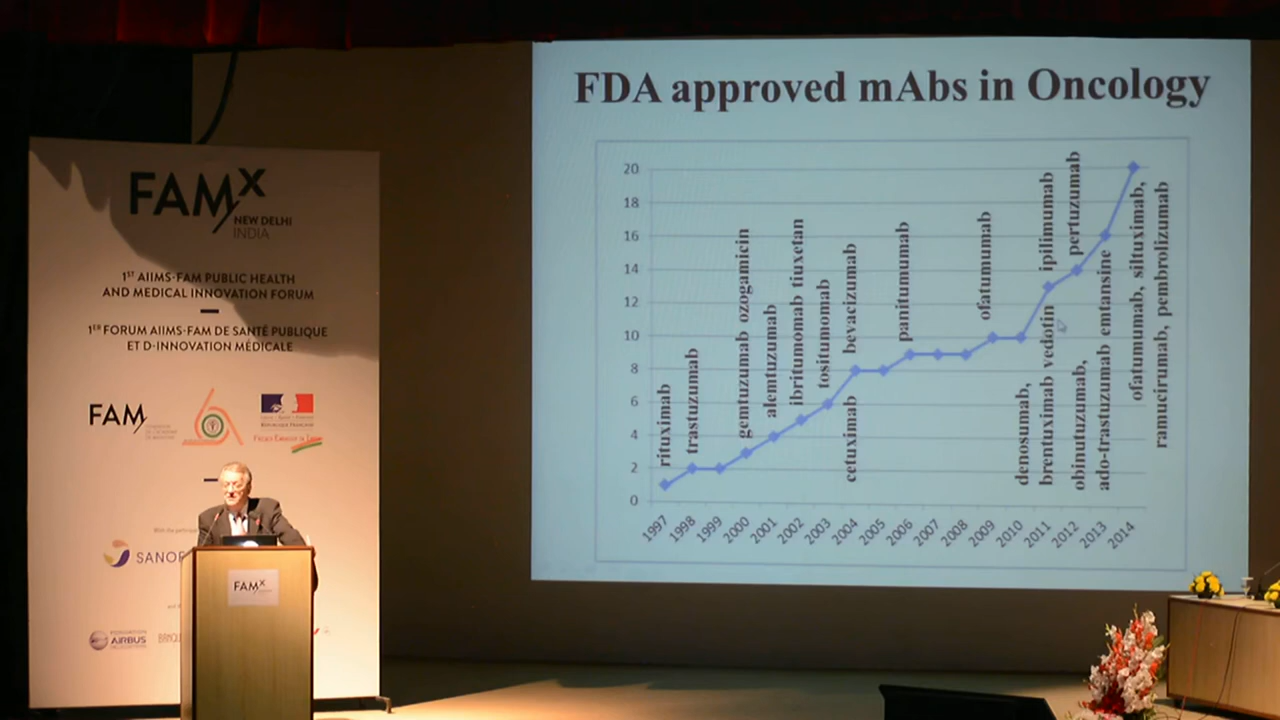 FAMx
NEW DELHI
INDIA
1ST AIIMS-FAM PUBLIC HEALTH
AND MEDICAL INNOVATION FORUM
1ER FORUM AIIMS-FAM DE SANTÉ PUBLIQUE
ET D-INNOVATION MÉDICALE
FAM
SANOF
AIRBUS
FAMx
FDA approved mAbs in Oncology
20
18
16
14
12
10
8
6
4
2
0
rituximab
trastuzumab
gemtuzumab ozogamicin
alemtuzumab
ibritumomab tiuxetan
tositumomab
bevacizumab
cetuximab
panitumumab
ofatumumab
denosumab,
brentuximab vedotin ipilimumab
pertuzumab
obinutuzumab,
ado-trastuzumab emtansine
ofatumumab, siltuximab,
ramucirumab, pembrolizumab
1997
1998
1999
2000
2001
2002
2003
2004
2005
2006
2007
2008
2009
2010
2011
2012
2013
2014